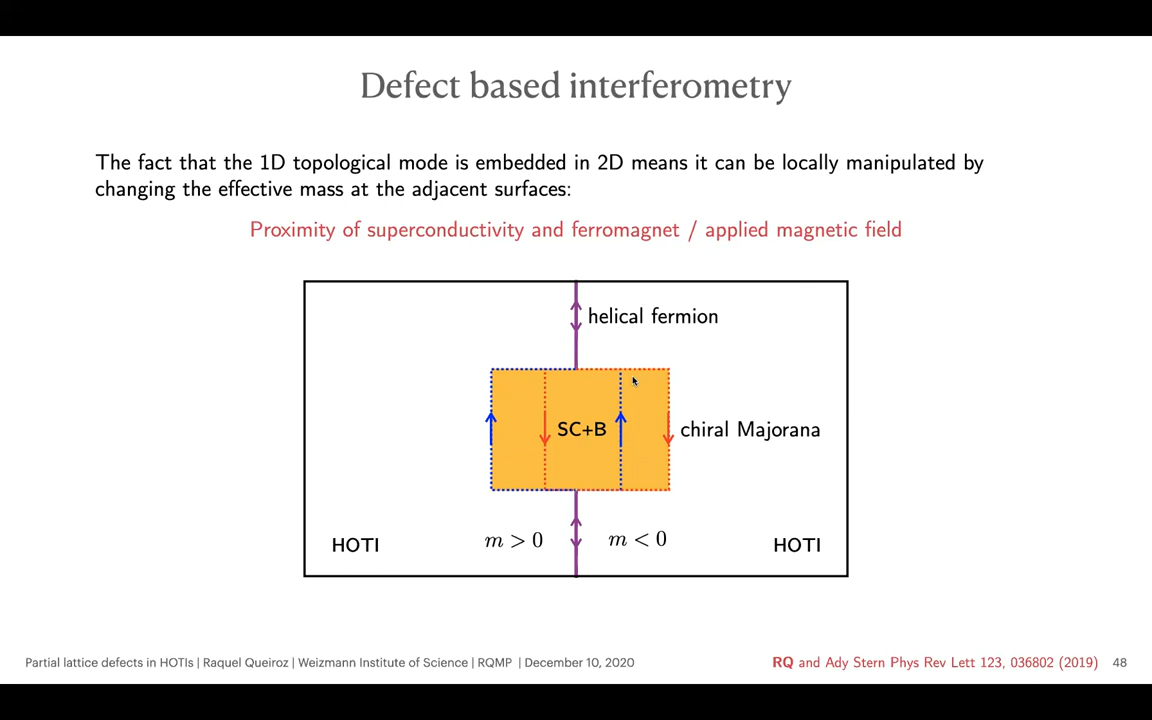 Defect based interferometry
The fact that the 1D topological mode is embedded in 2D means it can be locally manipulated by
changing the effective mass at the adjacent surfaces:
Proximity of superconductivity and ferromagnet / applied magnetic field
helical fermion
SC+B
chiral Majorana
m > 0
m < 0
HOTI
HOTI
Partial lattice defects in HOTIs | Raquel Queiroz | Weizmann Institute of Science | RQMP | December 10, 2020
RQ and Ady Stern Phys Rev Lett 123, 036802 (2019)
48